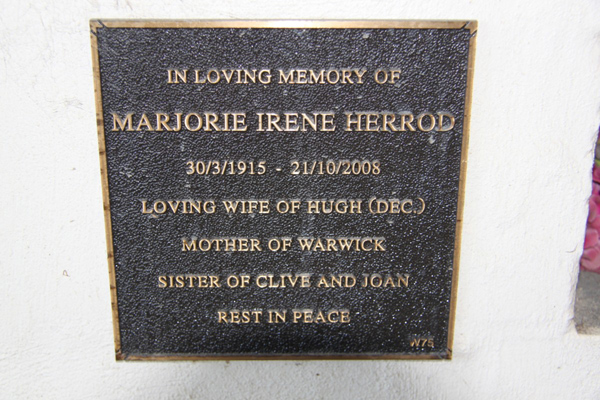 IN LOVING MEMORY OF
MARJORIE IRENE HERROD
30/3/1915 - 21/10/2008
LOVING WIFE OF HUGH (DEC.)
MOTHER OF WARWICK
SISTER OF CLIVE AND JOAN
REST IN PEACE
W75